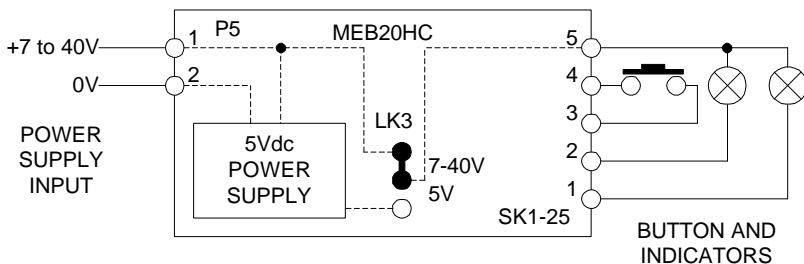 +7 to 40V
0V
POWER
SUPPLY
INPUT
1
P5
2
MEB20HC
5Vdc
POWER
SUPPLY
LK3
7-40V
5V
5
4
3
2
1
SK1-25
BUTTON AND
INDICATORS